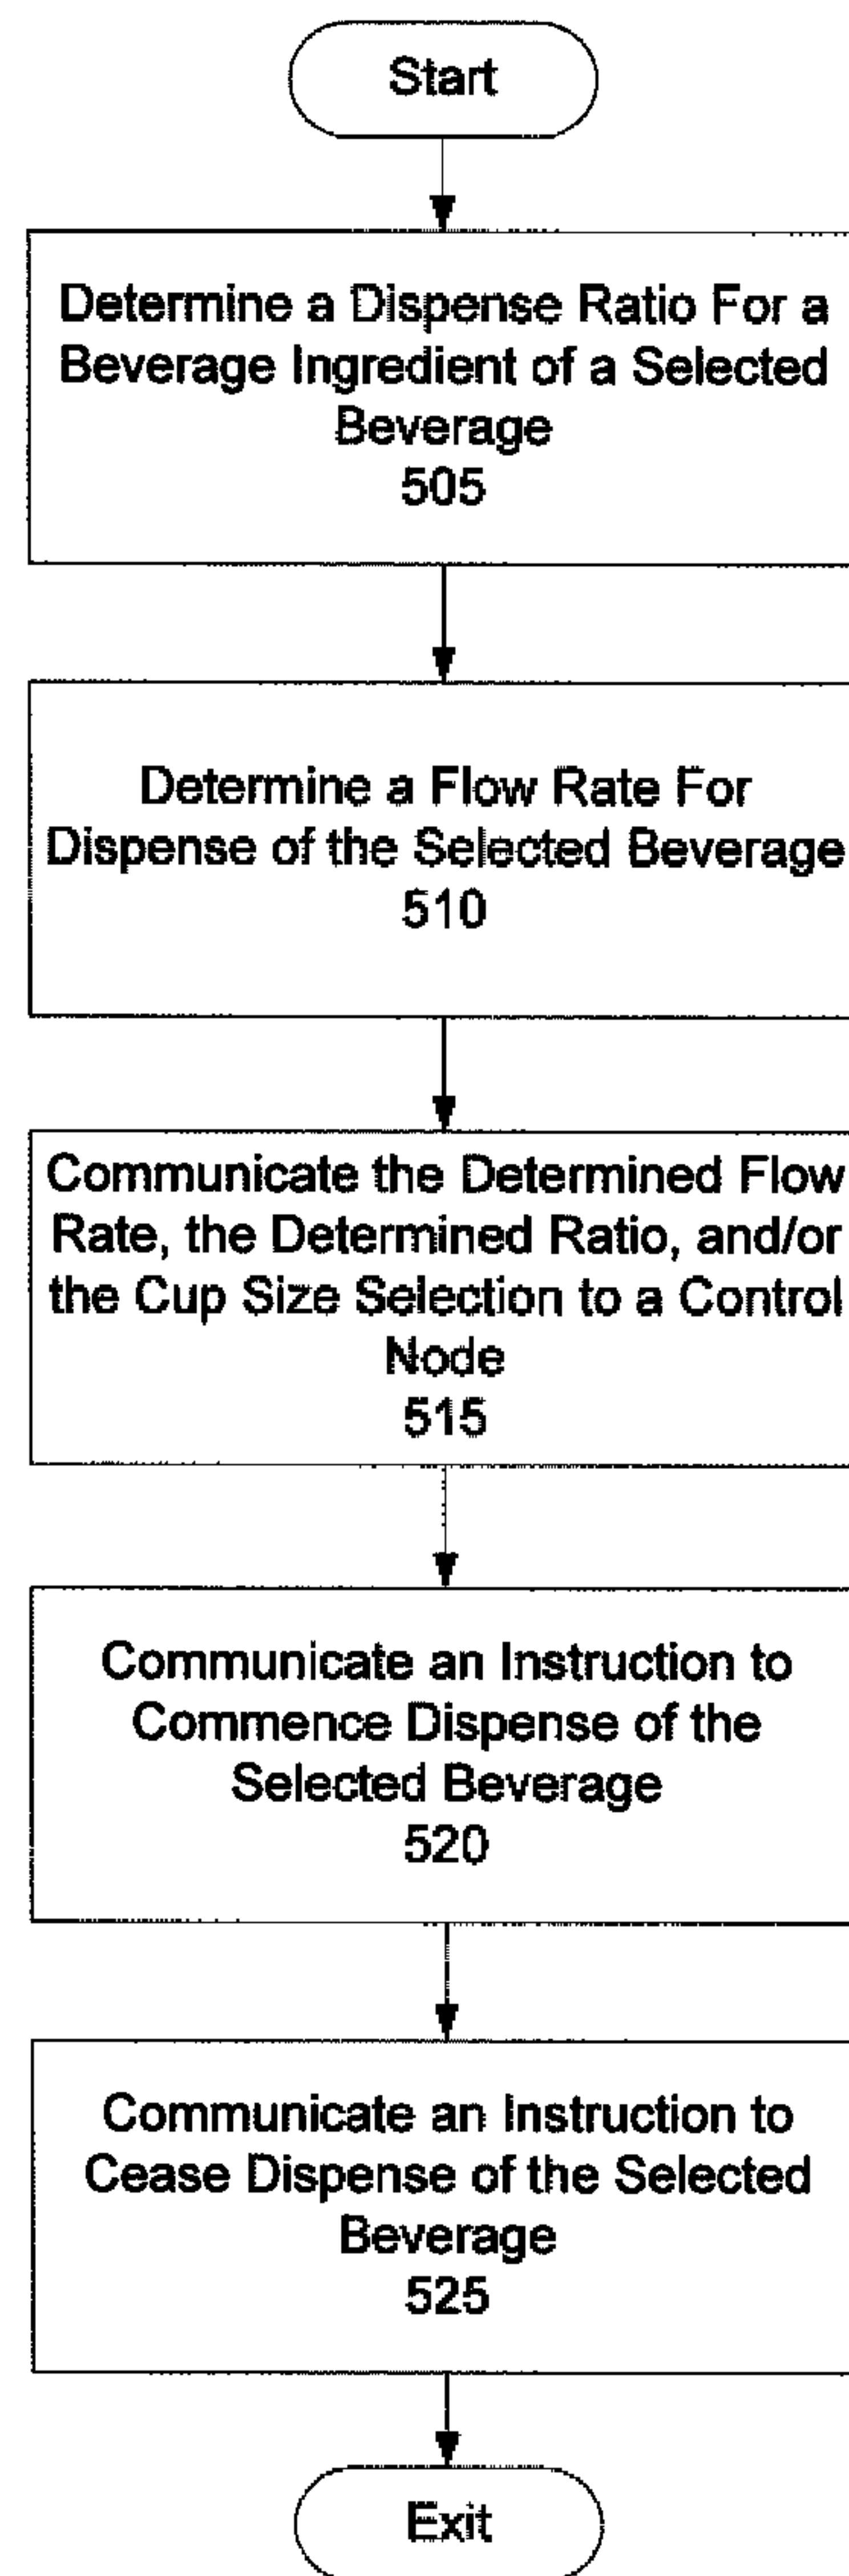 Start
Determine a Dispense Ratio For a
Beverage Ingredient of a Selected
Beverage
505
Determine a Flow Rate For
Dispense of the Selected Beverage
510
Communicate the Determined Flow
Rate, the Determined Ratio, and/or
the Cup Size Selection to a Control
Node
515
Communicate an Instruction to
Commence Dispense of the
Selected Beverage
520
Communicate an Instruction to
Cease Dispense of the Selected
Beverage
525
Exit